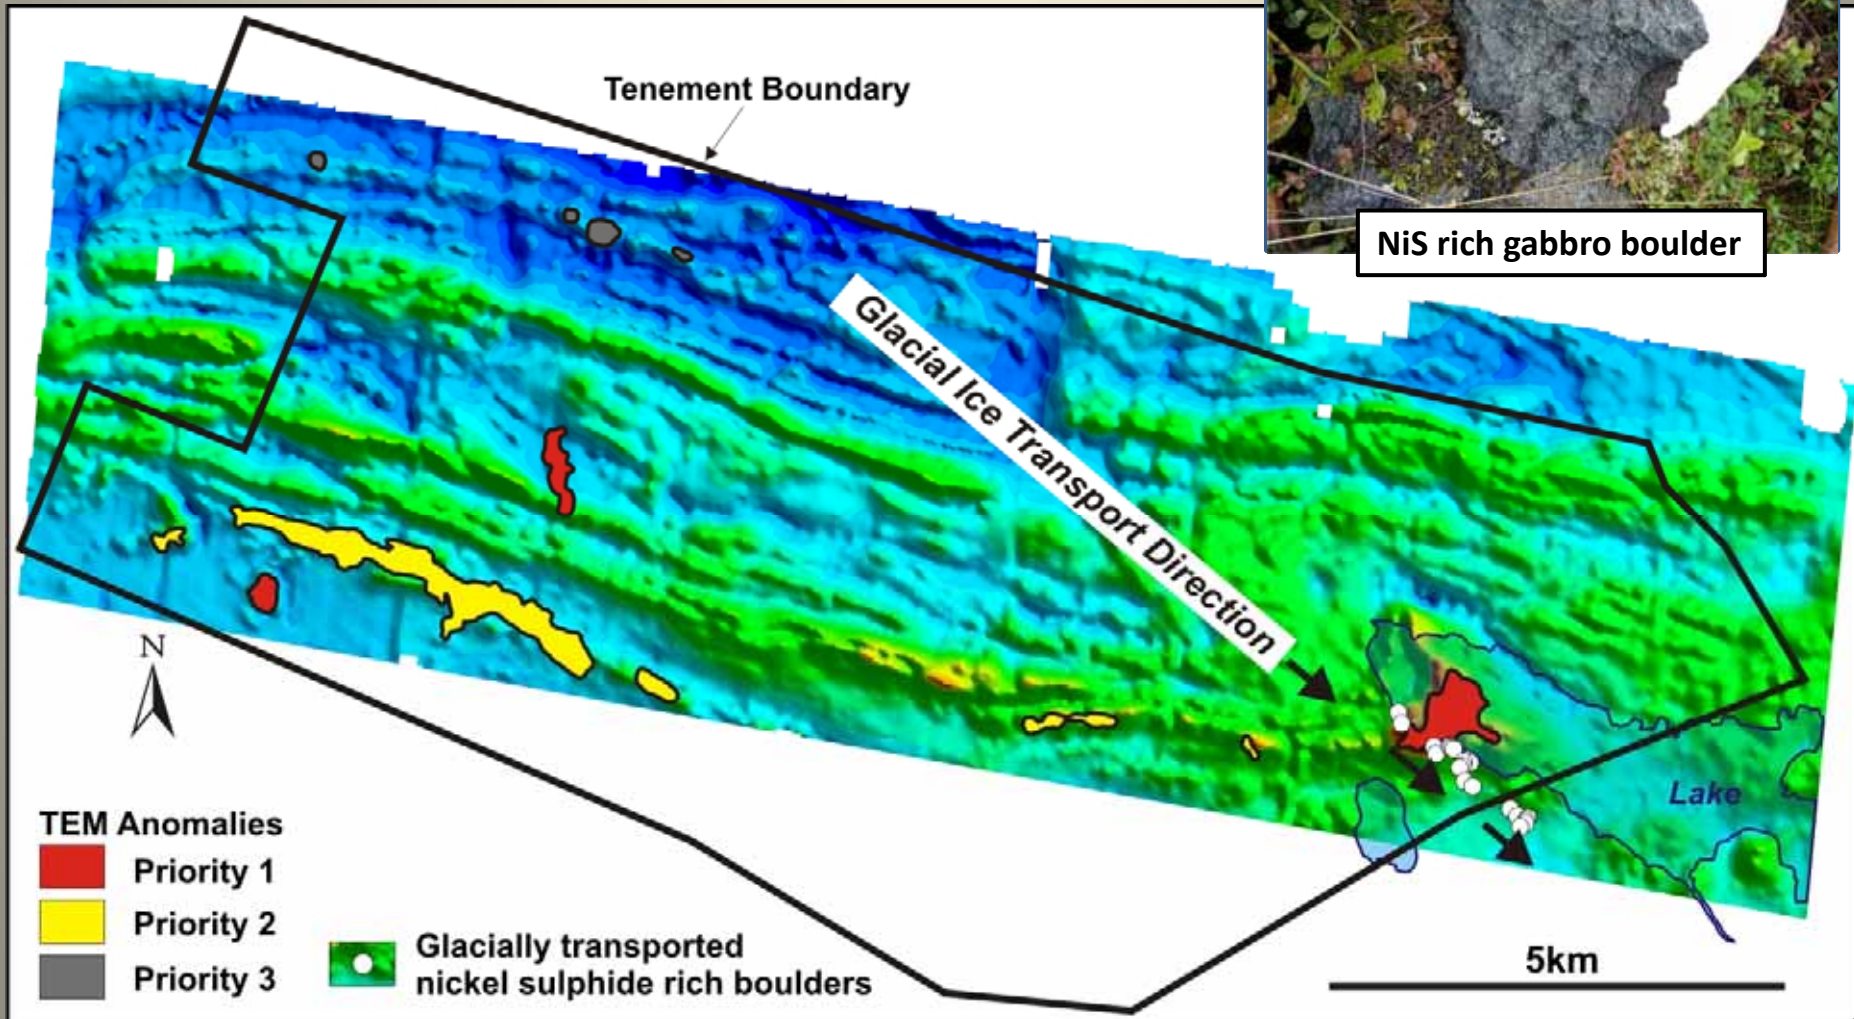 Tenement Boundary
NiS rich gabbro boulder
Glacial Ice Transport Direction
N
Lake
TEM Anomalies
Priority 1
Priority 2
Priority 3
Glacially transported
nickel sulphide rich boulders
5km